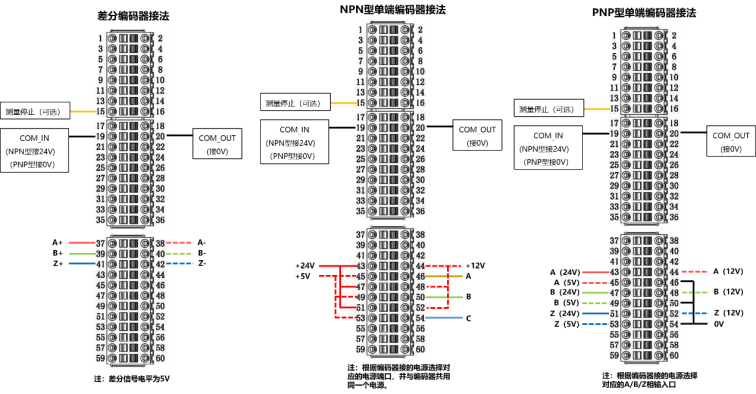 差分编码器接法
1 2
3 4
5 6
7 8
9 10
11 12
13 14
测量停止（可选） 15 16
17 18
COM_IN
(NPN型接24V)
(PNP型接0V)
19 20
COM_OUT
(接0V)
21 22
23 24
25 26
27 28
29 30
31 32
33 34
35 36
A+ 37 38 A-
B+ 39 40 B-
Z+ 41 42 Z-
43 44
45 46
47 48
49 50
51 52
53 54
55 56
57 58
59 60
注：差分信号电平为5V
NPN型单端编码器接法
1 2
3 4
5 6
7 8
9 10
11 12
13 14
测量停止（可选） 15 16
17 18
COM_IN
(NPN型接24V)
(PNP型接0V)
19 20
COM_OUT
(接0V)
21 22
23 24
25 26
27 28
29 30
31 32
33 34
35 36
37 38
39 40
41 42
+24V 43 44 +12V
+5V 45 46 A
47 48
49 50 B
51 52
53 54 C
55 56
57 58
59 60
注：根据编码器接的电源选择对
应的电源端口，并与编码器共用
同一个电源。
PNP型单端编码器接法
1 2
3 4
5 6
7 8
9 10
11 12
13 14
测量停止（可选） 15 16
17 18
COM_IN
(NPN型接24V)
(PNP型接0V)
19 20
COM_OUT
(接0V)
21 22
23 24
25 26
27 28
29 30
31 32
33 34
35 36
37 38
39 40
41 42
A (24V) 43 44 A (12V)
A (5V) 45 46
B (24V) 47 48 B (12V)
B (5V) 49 50
Z (24V) 51 52 Z (12V)
Z (5V) 53 54 0V
55 56
57 58
59 60
注：根据编码器接的电源选择
对应的A/B/Z相输入口